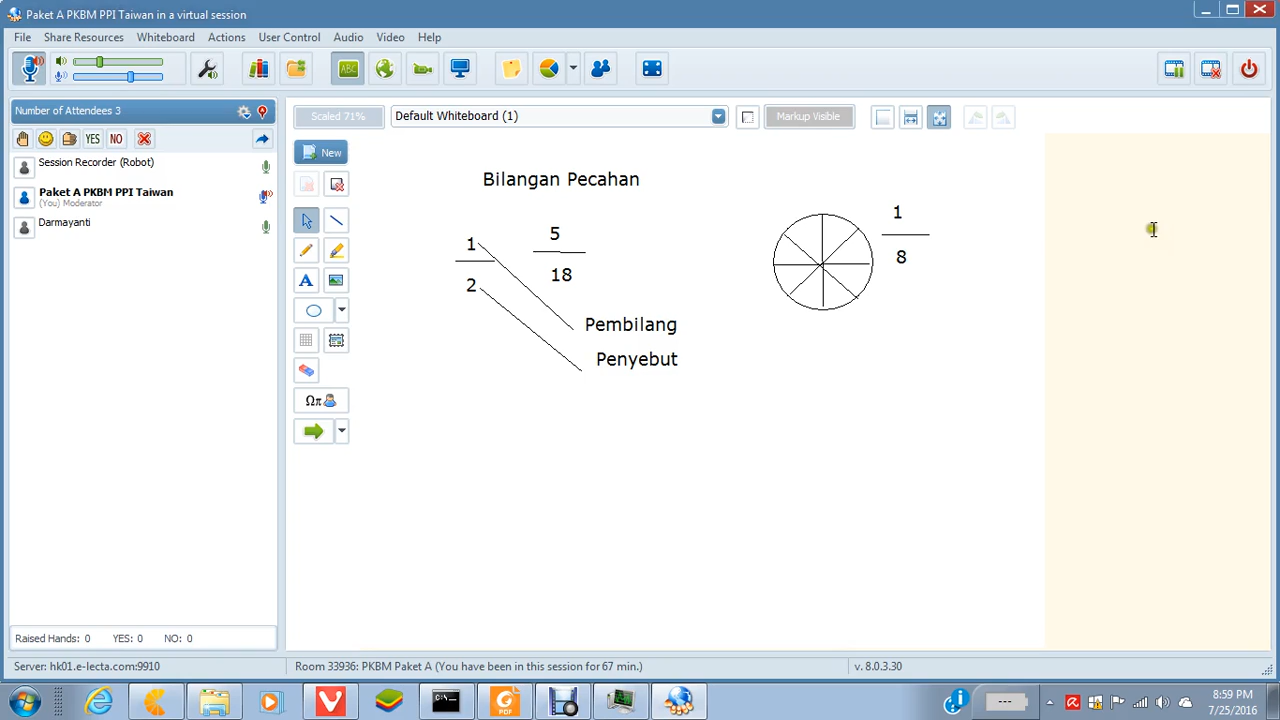 Paket A PKBM PPI Taiwan in a virtual session
File Share Resources Whiteboard Actions User Control Audio Video Help
ABC
Number of Attendees 3
YES NO
Session Recorder (Robot)
Paket A PKBM PPI Taiwan
(You) Moderator
Darmayanti
Raised Hands: 0 YES: 0 NO: 0
Scaled 71%
Default Whiteboard (1)
Markup Visible
New
A
Ωπ
Bilangan Pecahan
1
2
5
18
Pembilang
Penyebut
1
8
Server: hk01.e-lecta.com:9910
Room 33936: PKBM Paket A (You have been in this session for 67 min.)
v. 8.0.3.30
PDF
8:59 PM
7/25/2016